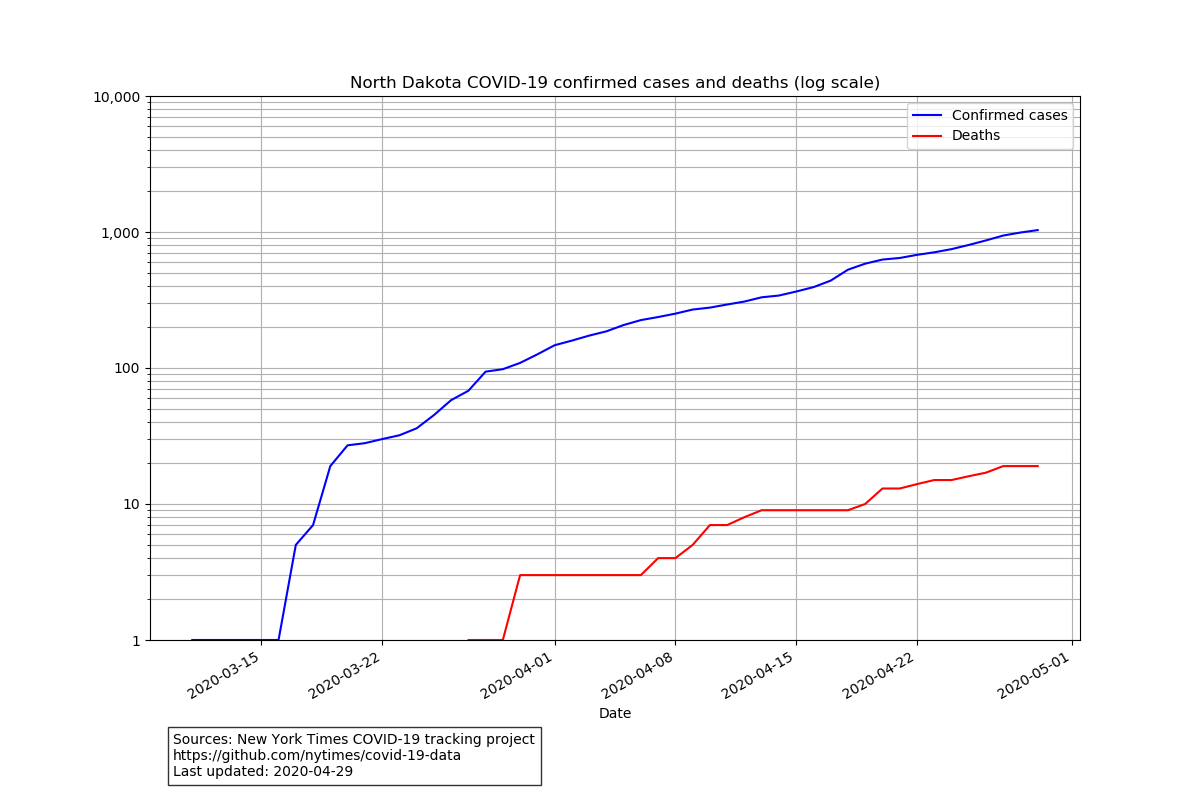 North Dakota COVID-19 confirmed cases and deaths (log scale)
10,000
1,000
100
10
1
Confirmed cases
Deaths
2020-03-15
2020-03-22
2020-04-01
2020-04-08
2020-04-15
2020-04-22
2020-05-01
Date
Sources: New York Times COVID-19 tracking project
https://github.com/nytimes/covid-19-data
Last updated: 2020-04-29